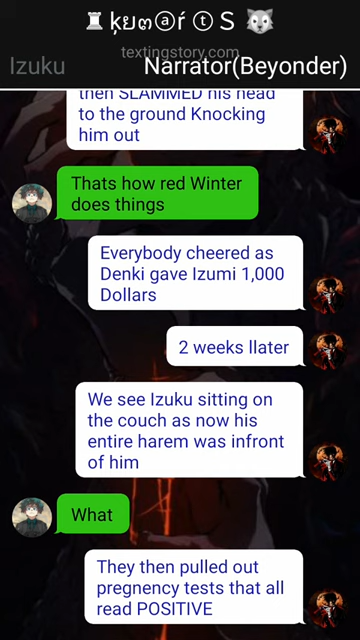 ♜ ķყന ⓐŕ ⓣ S 🐺
textingstory.com
Izuku
Narrator(Beyonder)
then SLAMMED his head
to the ground Knocking
him out
Thats how red Winter
does things
Everybody cheered as
Denki gave Izumi 1,000
Dollars
2 weeks llater
We see Izuku sitting on
the couch as now his
entire harem was infront
of him
What
They then pulled out
pregnency tests that all
read POSITIVE